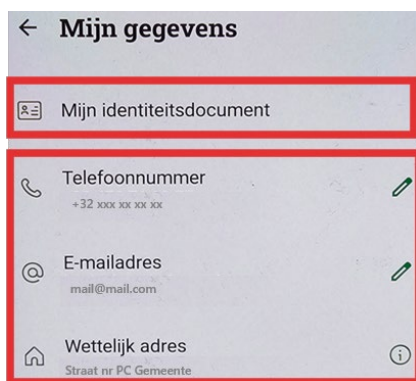 Mijn gegevens
Mijn identiteitsdocument
Telefoonnummer
+32 xxx xx xx xx
E-mailadres
mail@mail.com
Wettelijk adres
Straat nr PC Gemeente